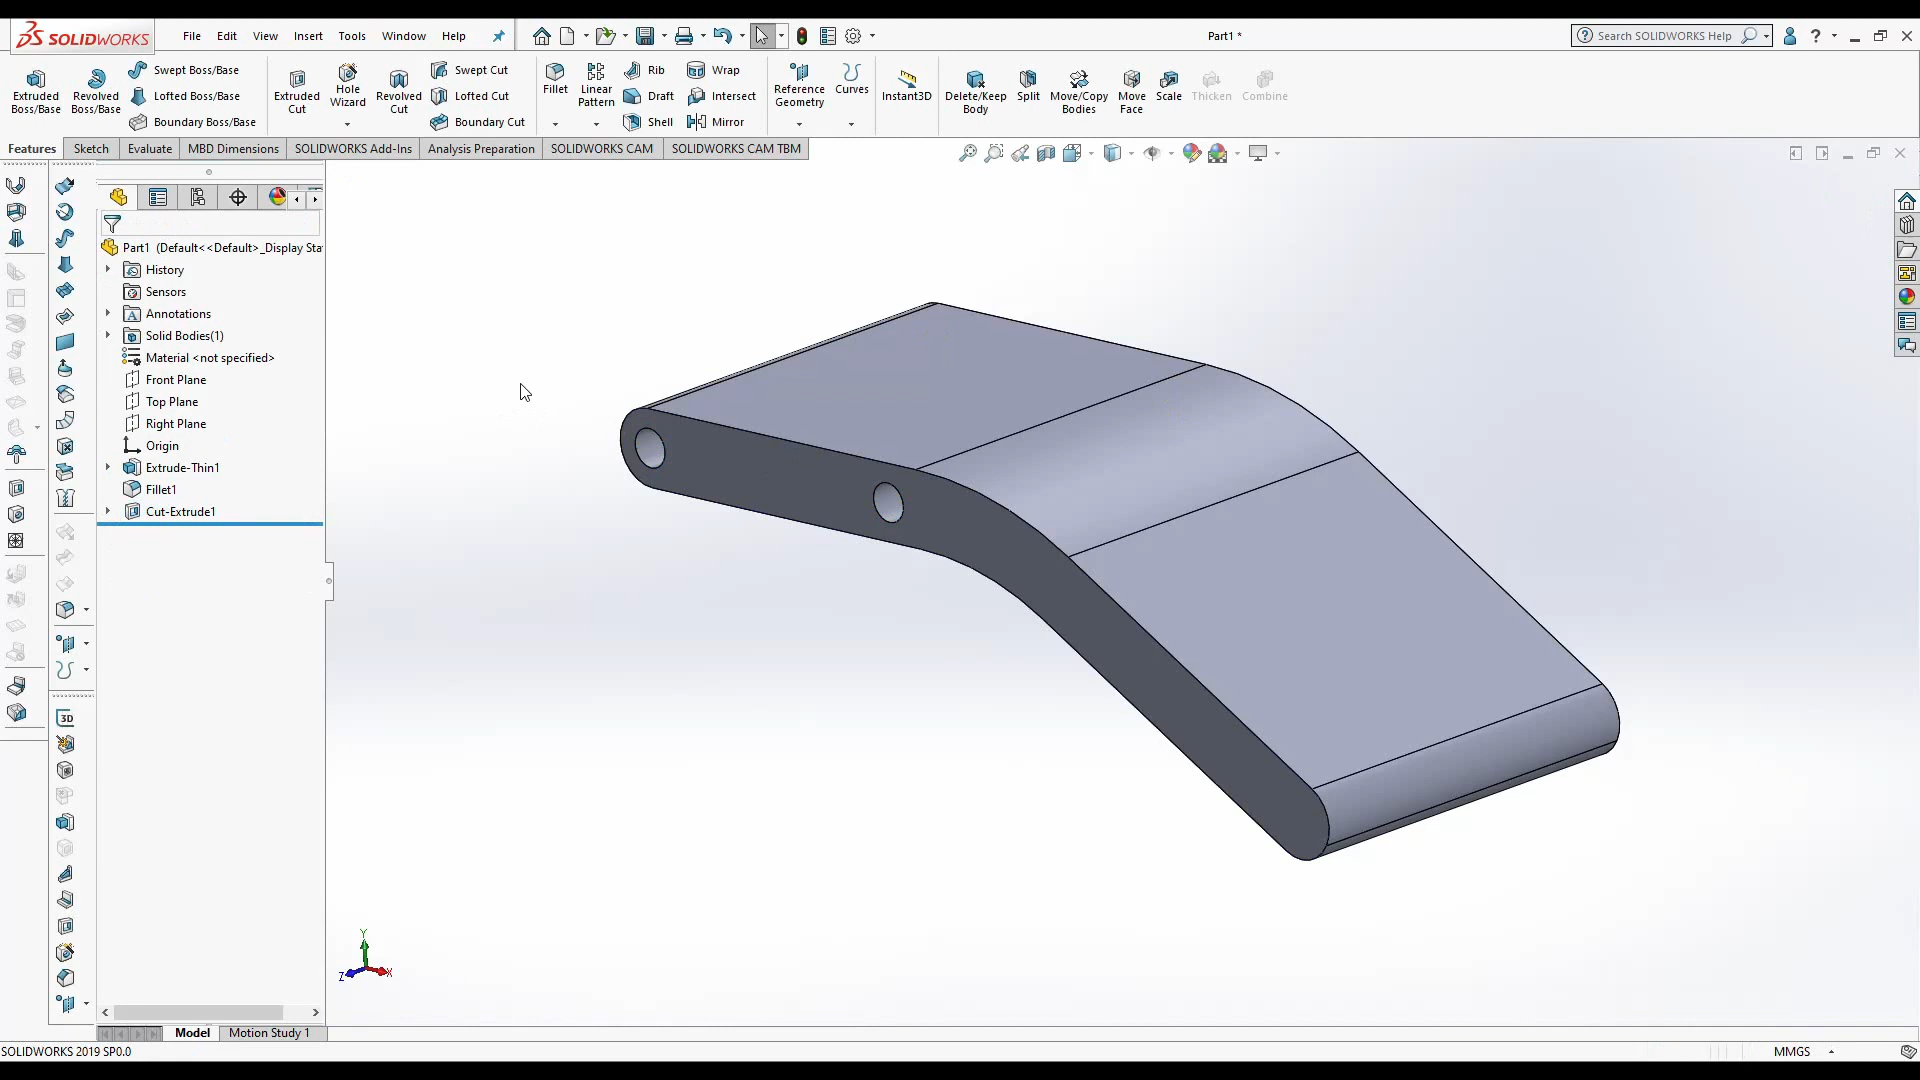 SOLIDWORKS
File Edit View Insert Tools Window Help
Part1 *
Search SOLIDWORKS Help
Extruded Boss/Base
Revolved Boss/Base
Swept Boss/Base
Lofted Boss/Base
Boundary Boss/Base
Extruded Cut
Hole Wizard
Revolved Cut
Swept Cut
Lofted Cut
Boundary Cut
Fillet
Linear Pattern
Rib
Draft
Shell
Wrap
Intersect
Mirror
Reference Geometry
Curves
Instant3D
Delete/Keep Body
Split
Move/Copy Bodies
Move Face
Scale
Thicken
Combine
Features Sketch Evaluate MBD Dimensions SOLIDWORKS Add-Ins Analysis Preparation SOLIDWORKS CAM SOLIDWORKS CAM TBM
Part1 (Default<<Default>_Display Sta
History
Sensors
Annotations
Solid Bodies(1)
Material <not specified>
Front Plane
Top Plane
Right Plane
Origin
Extrude-Thin1
Fillet1
Cut-Extrude1
3D
Y
Z
X
Model Motion Study 1
SOLIDWORKS 2019 SP0.0
MMGS